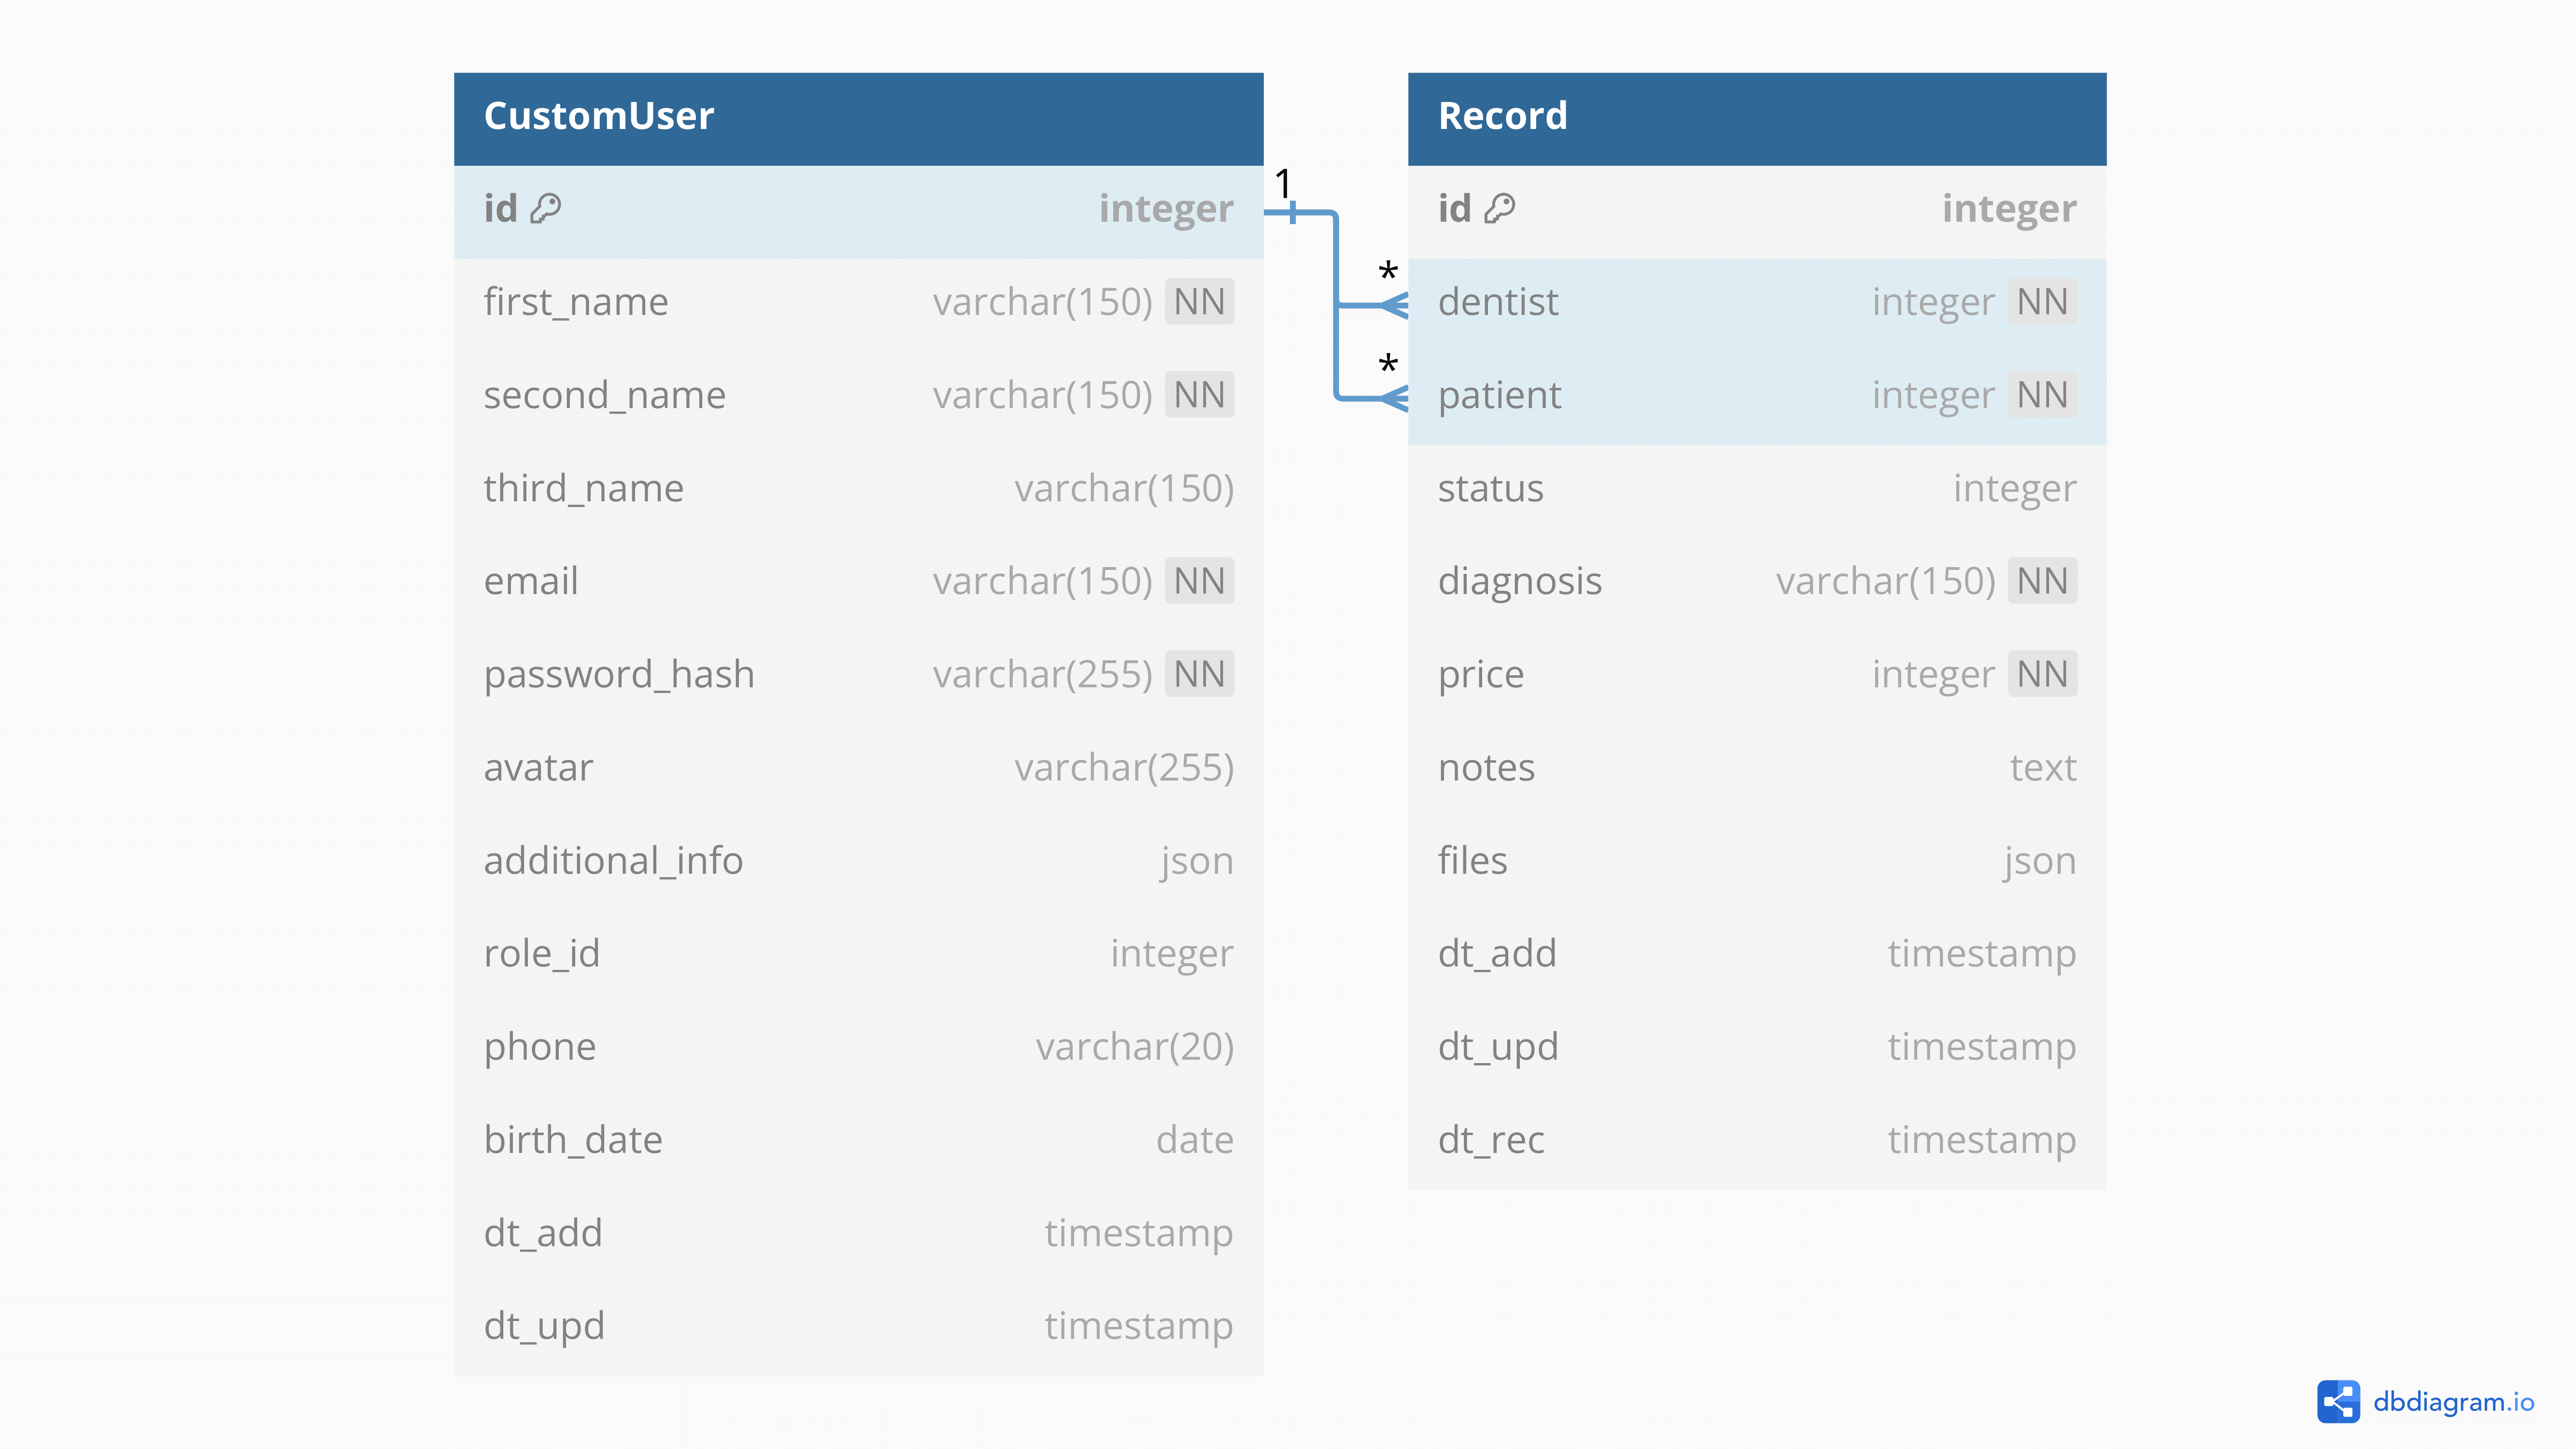 CustomUser
id integer
first_name varchar(150) NN
second_name varchar(150) NN
third_name varchar(150)
email varchar(150) NN
password_hash varchar(255) NN
avatar varchar(255)
additional_info json
role_id integer
phone varchar(20)
birth_date date
dt_add timestamp
dt_upd timestamp
1
*
*
Record
id integer
dentist integer NN
patient integer NN
status integer
diagnosis varchar(150) NN
price integer NN
notes text
files json
dt_add timestamp
dt_upd timestamp
dt_rec timestamp
dbdiagram.io